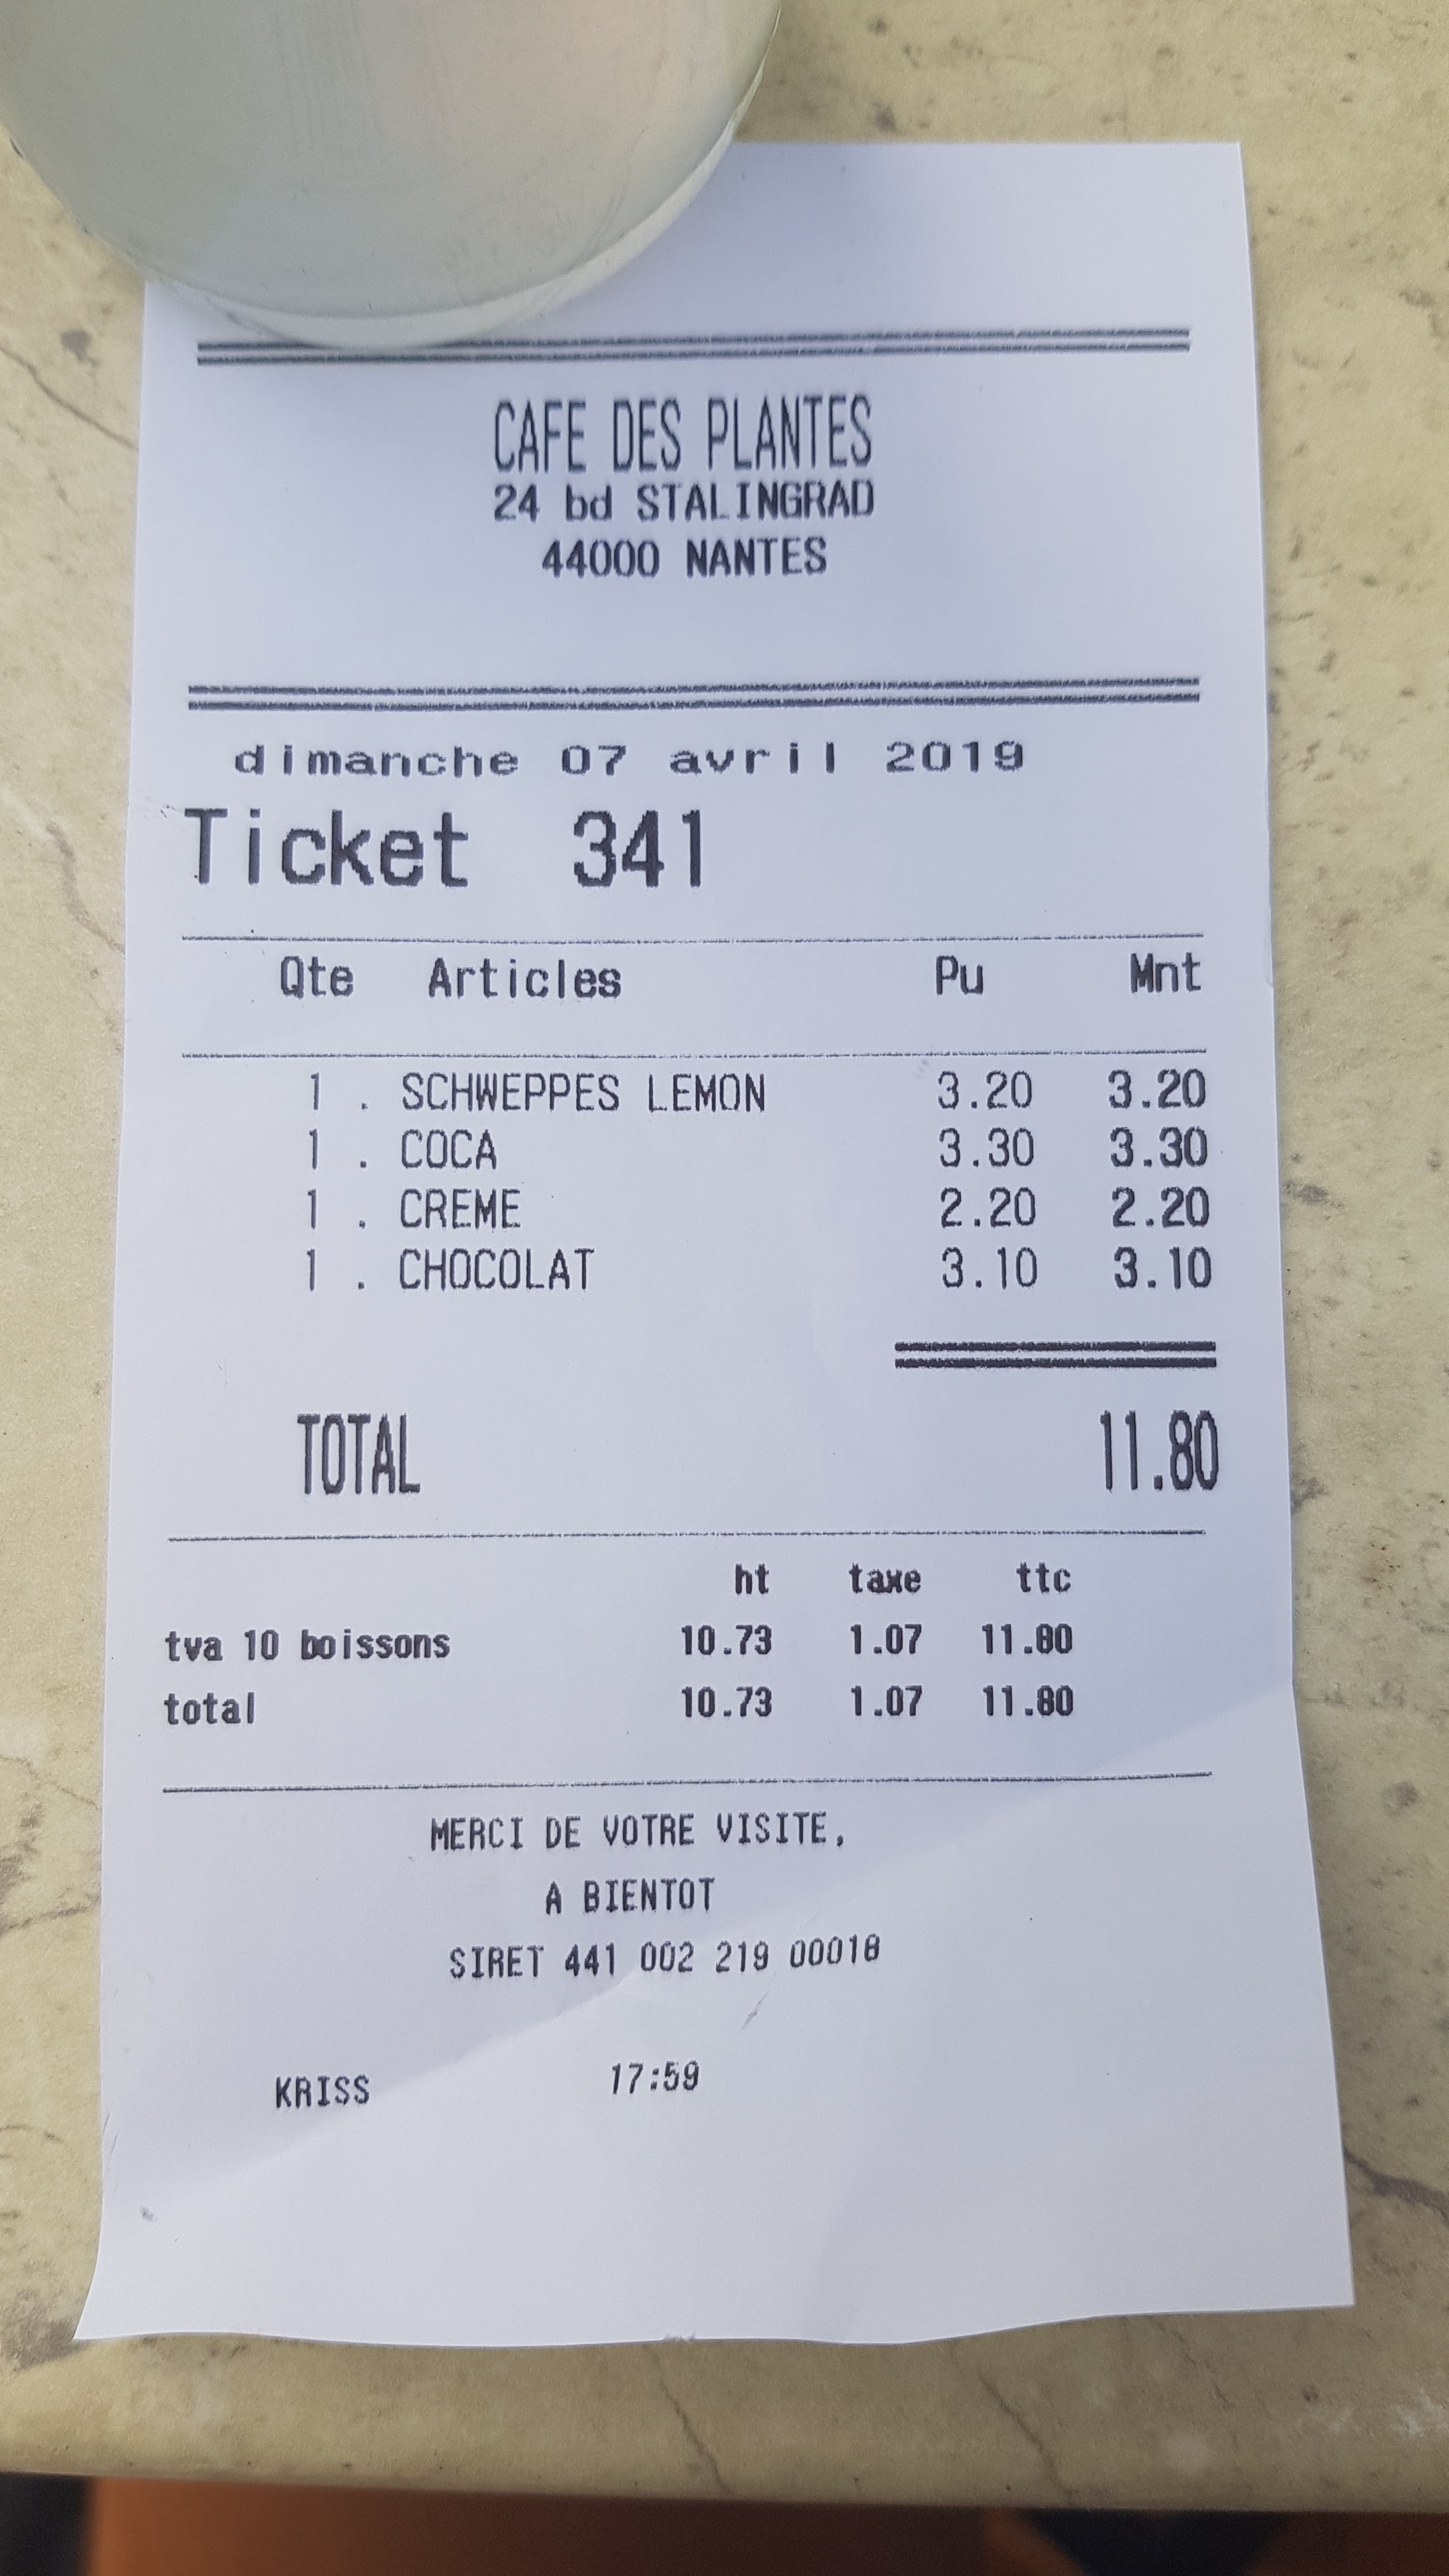 CAFE DES PLANTES
24 bd STALINGRAD
44000 NANTES
dimanche 07 avril 2019
Ticket 341
Qte Articles Pu Mnt
1 . SCHWEPPES LEMON 3.20 3.20
1 . COCA 3.30 3.30
1 . CREME 2.20 2.20
1 . CHOCOLAT 3.10 3.10
TOTAL 11.80
ht taxe ttc
tva 10 boissons 10.73 1.07 11.80
total 10.73 1.07 11.80
MERCI DE VOTRE VISITE,
A BIENTOT
SIRET 441 002 219 00018
KRISS 17:59